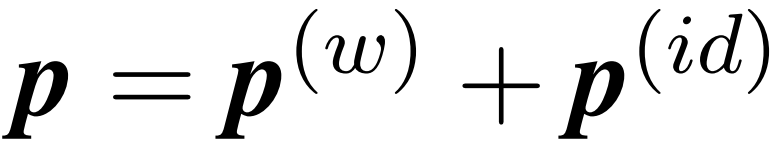 𝒑 = 𝒑^{(w)} + 𝒑^{(id)}